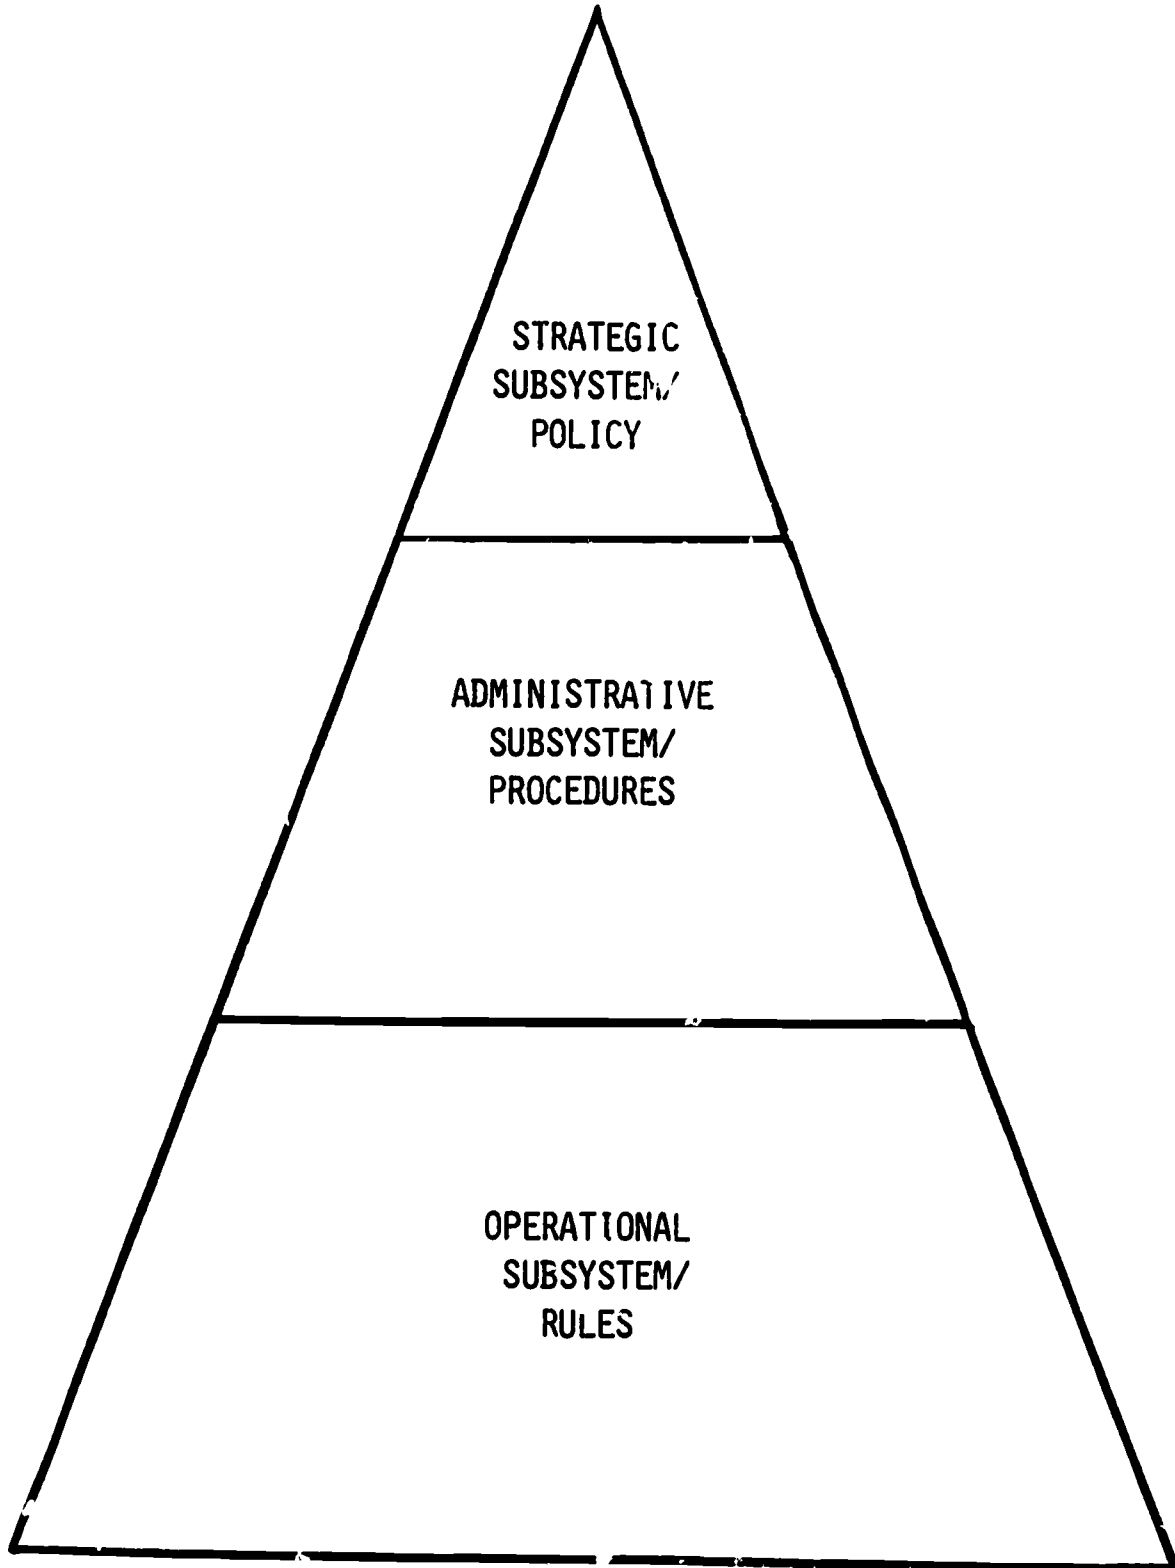 STRATEGIC
SUBSYSTEM/
POLICY
ADMINISTRATIVE
SUBSYSTEM/
PROCEDURES
OPERATIONAL
SUBSYSTEM/
RULES